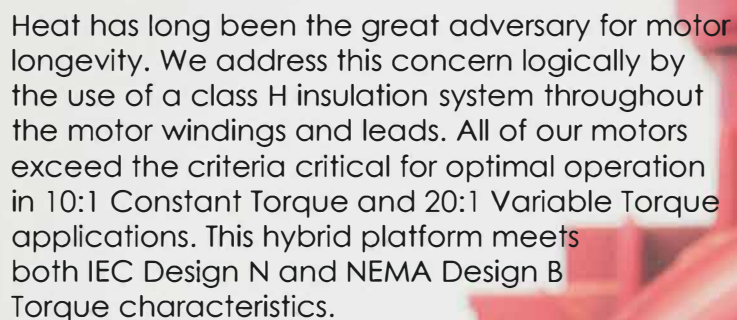 Heat has long been the great adversary for motor
longevity. We address this concern logically by
the use of a class H insulation system throughout
the motor windings and leads. All of our motors
exceed the criteria critical for optimal operation
in 10:1 Constant Torque and 20:1 Variable Torque
applications. This hybrid platform meets
both IEC Design N and NEMA Design B
Torque characteristics.